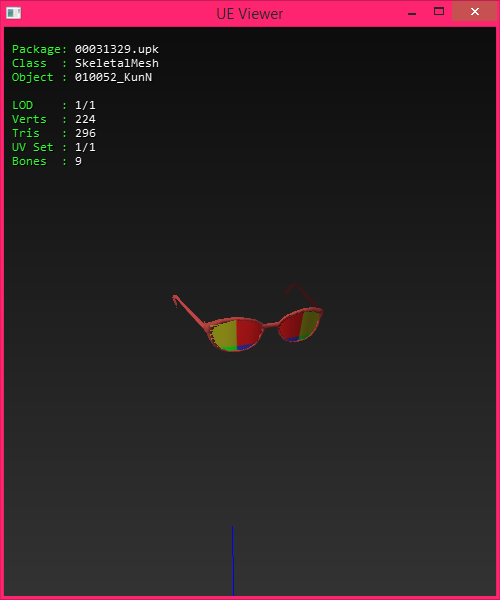 UE Viewer
Package: 00031329.upk
Class : SkeletalMesh
Object : 010052_KunN
LOD : 1/1
Verts : 224
Tris : 296
UV Set : 1/1
Bones : 9